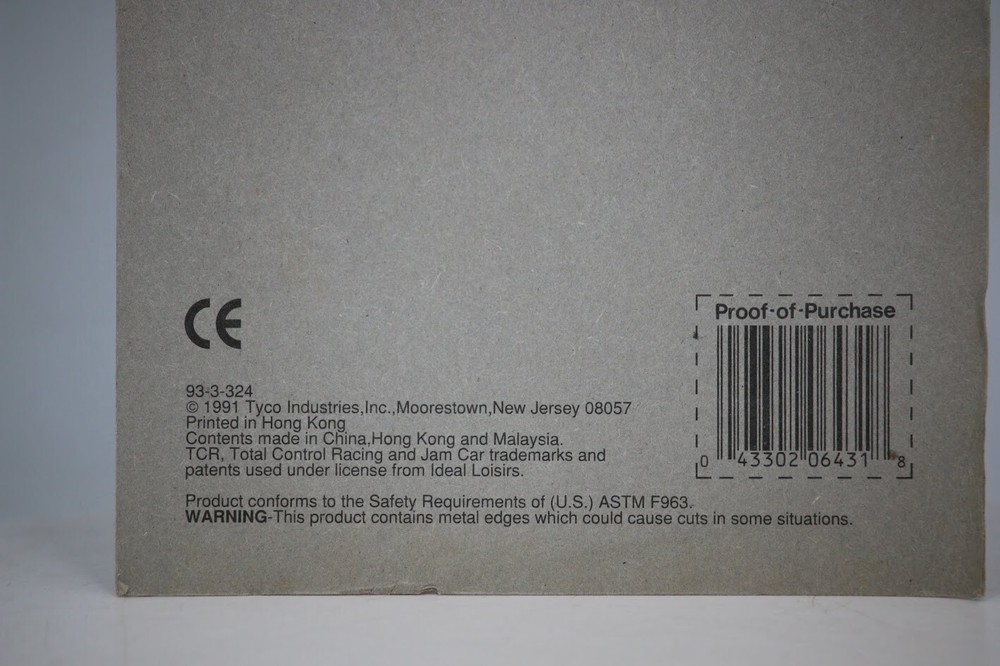 CE
Proof-of-Purchase
0 43302 06431 8
93-3-324
© 1991 Tyco Industries,Inc.,Moorestown,New Jersey 08057
Printed in Hong Kong
Contents made in China,Hong Kong and Malaysia.
TCR, Total Control Racing and Jam Car trademarks and
patents used under license from Ideal Loisirs.
Product conforms to the Safety Requirements of (U.S.) ASTM F963.
WARNING-This product contains metal edges which could cause cuts in some situations.